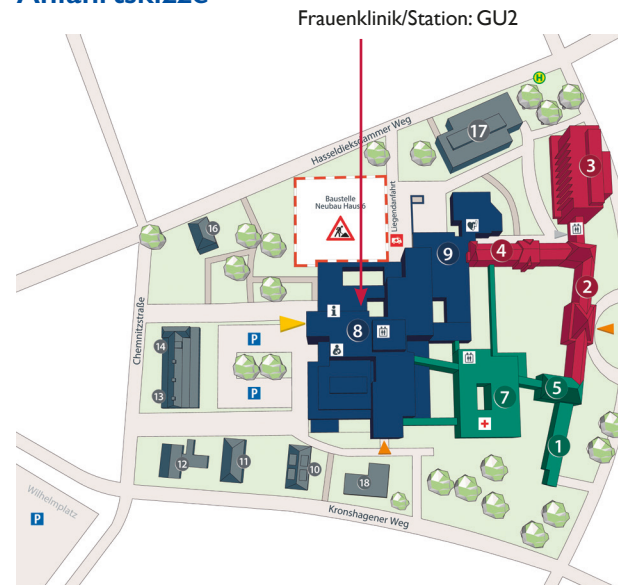 Anfahrtsskizze
Frauenklinik/Station: GU2
H
Hasseldieksdammer Weg
17
3
Baustelle
Neubau Haus 6
Liegendanfahrt
16
9
4
2
i
8
Chemnitzstraße
14
P
P
13
7
5
1
12
11
10
18
Wilhelmplatz
P
Kronshagener Weg